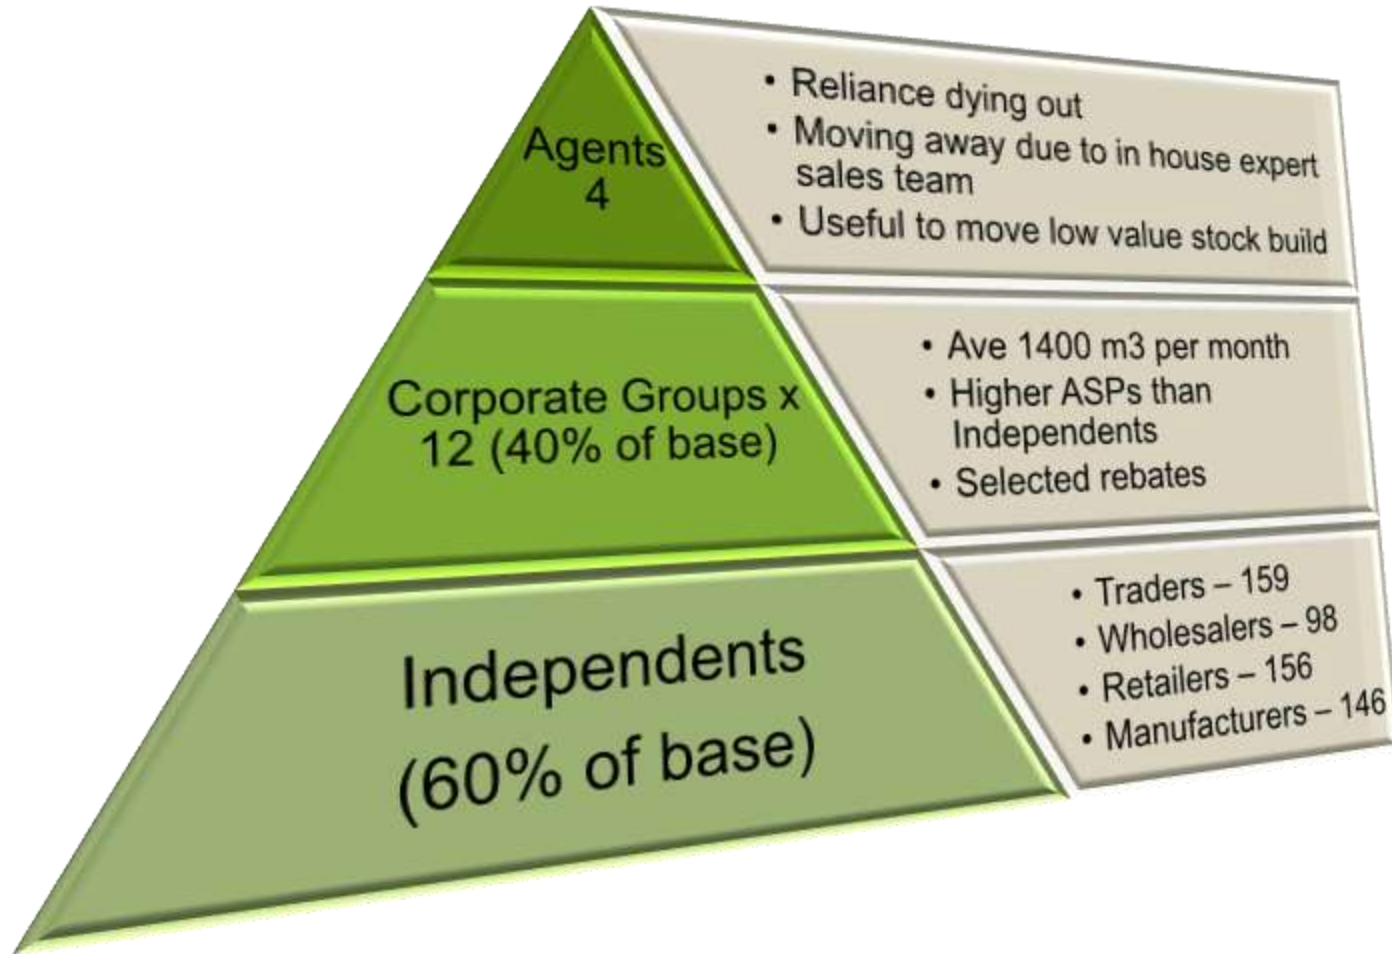 Agents
4
• Reliance dying out
• Moving away due to in house expert
sales team
• Useful to move low value stock build
Corporate Groups x
12 (40% of base)
• Ave 1400 m3 per month
• Higher ASPs than
Independents
• Selected rebates
Independents
(60% of base)
• Traders – 159
• Wholesalers – 98
• Retailers – 156
• Manufacturers – 146